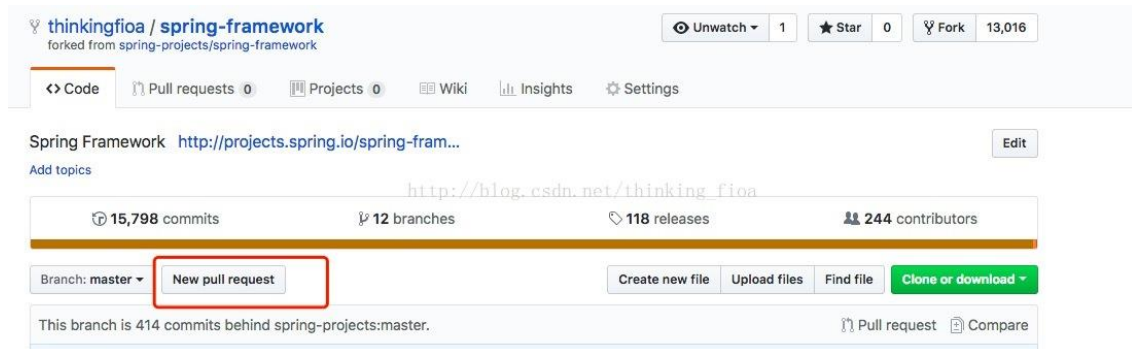 thinkingfioa / spring-framework
forked from spring-projects/spring-framework
Unwatch 1 Star 0 Fork 13,016
Code Pull requests 0 Projects 0 Wiki Insights Settings
Spring Framework http://projects.spring.io/spring-fram... Edit
Add topics
http://blog.csdn.net/thinking_fioa
15,798 commits 12 branches 118 releases 244 contributors
Branch: master New pull request Create new file Upload files Find file Clone or download
This branch is 414 commits behind spring-projects:master. Pull request Compare